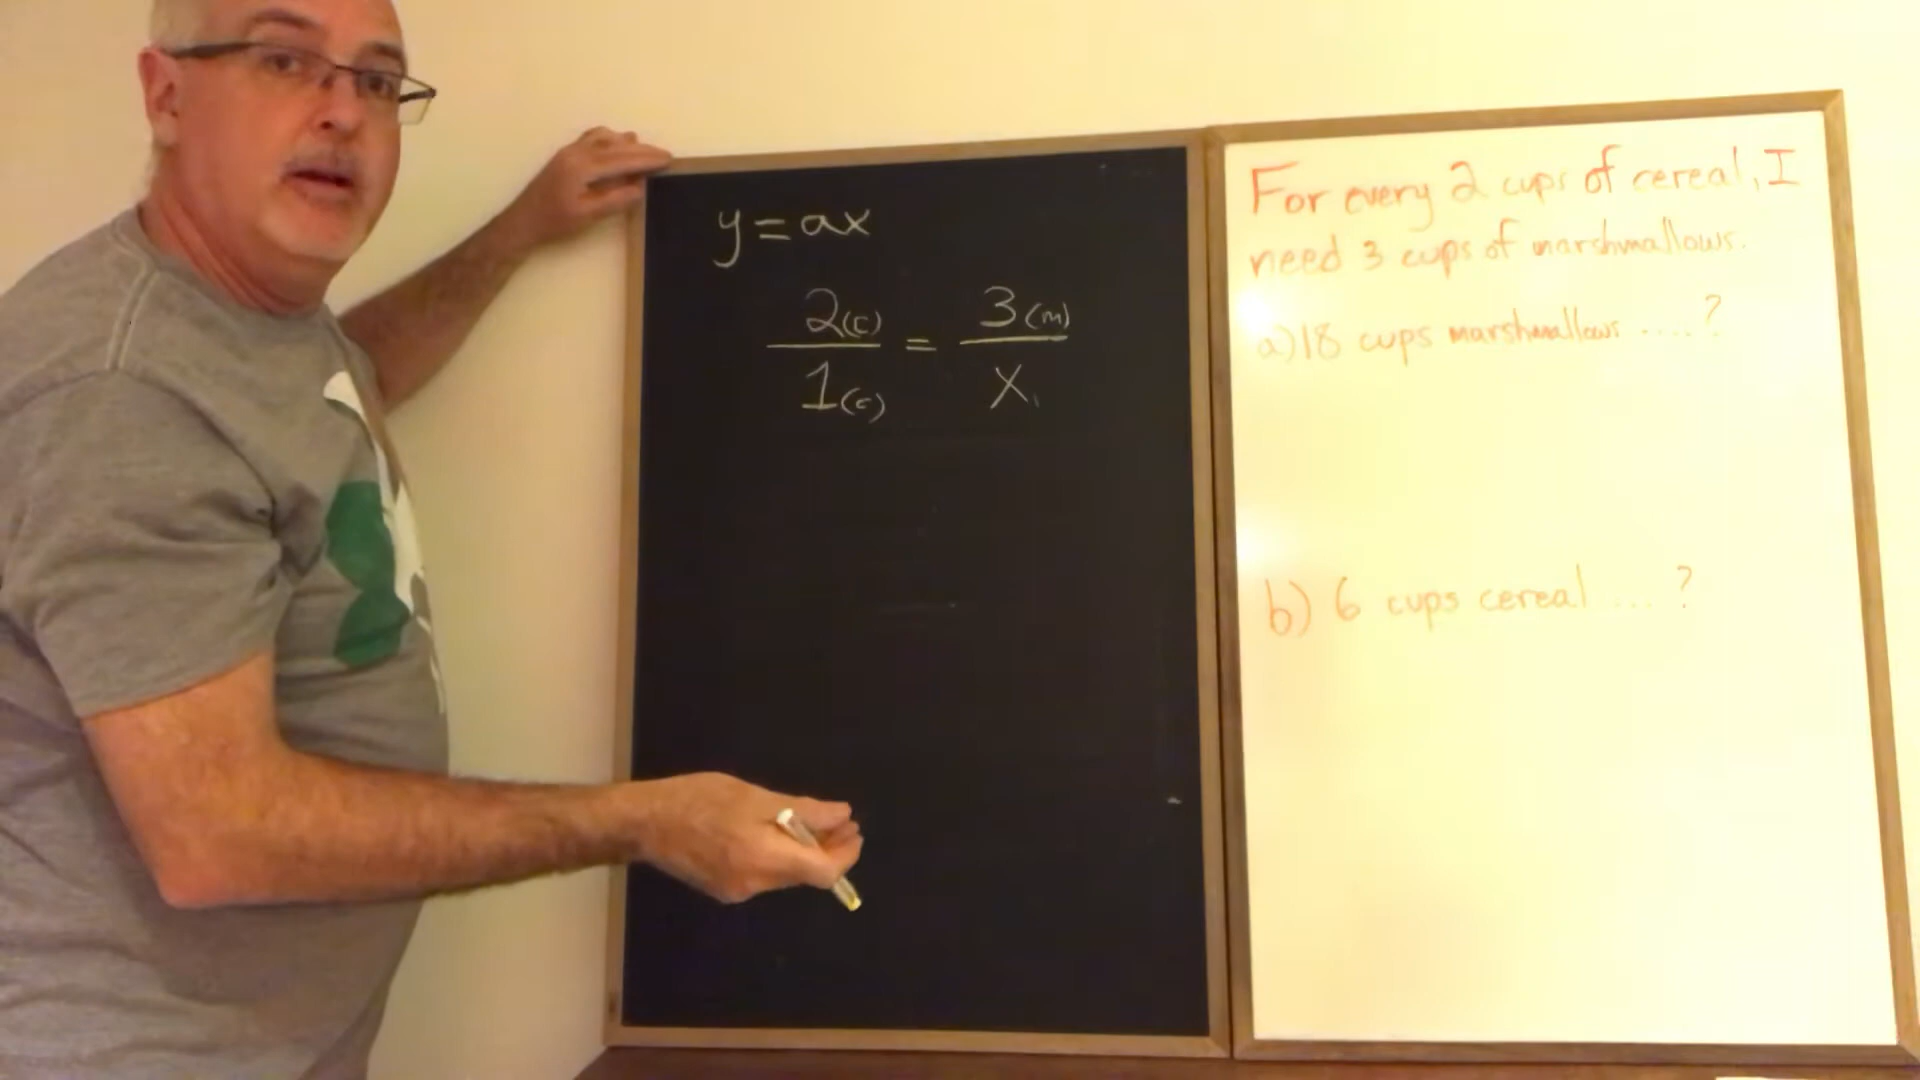 y = ax
2(c) = 3(m)
1(c) x
For every 2 cups of cereal, I
need 3 cups of marshmallows.
a) 18 cups marshmallows ....?
b) 6 cups cereal ... ?